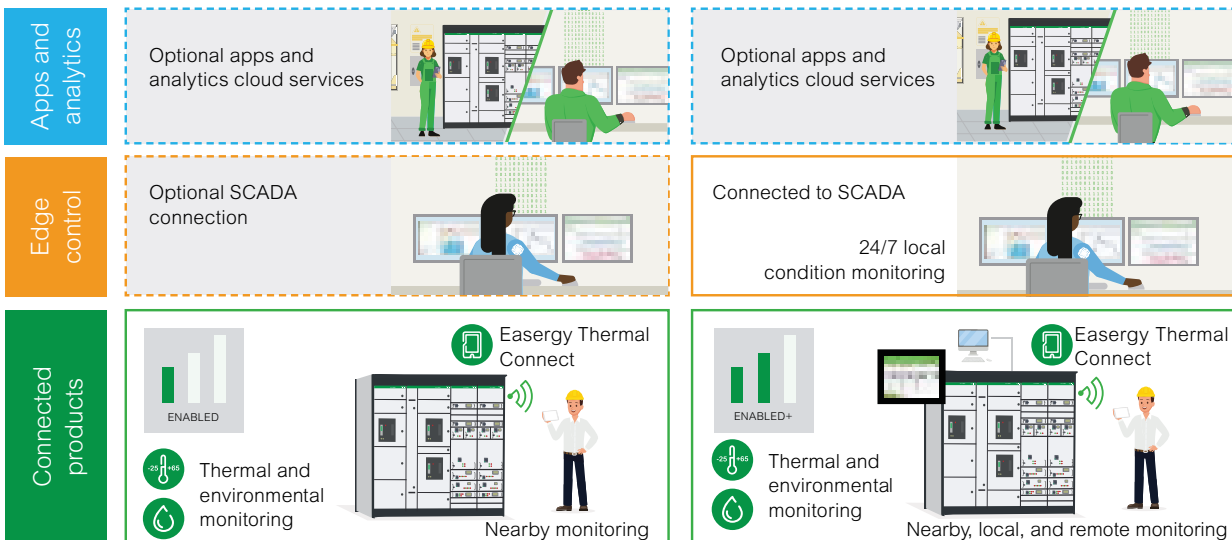 Apps and
analytics
Optional apps and
analytics cloud services
Optional apps and
analytics cloud services
Edge
control
Optional SCADA
connection
Connected to SCADA
24/7 local
condition monitoring
Connected
products
ENABLED
Easergy Thermal
Connect
-25 +65
Thermal and
environmental
monitoring
Nearby monitoring
ENABLED+
Easergy Thermal
Connect
-25 +65
Thermal and
environmental
monitoring
Nearby, local, and remote monitoring